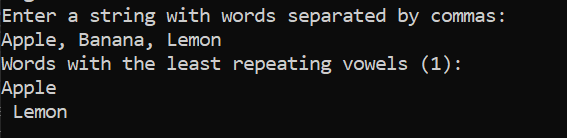 Enter a string with words separated by commas:
Apple, Banana, Lemon
Words with the least repeating vowels (1):
Apple
 Lemon